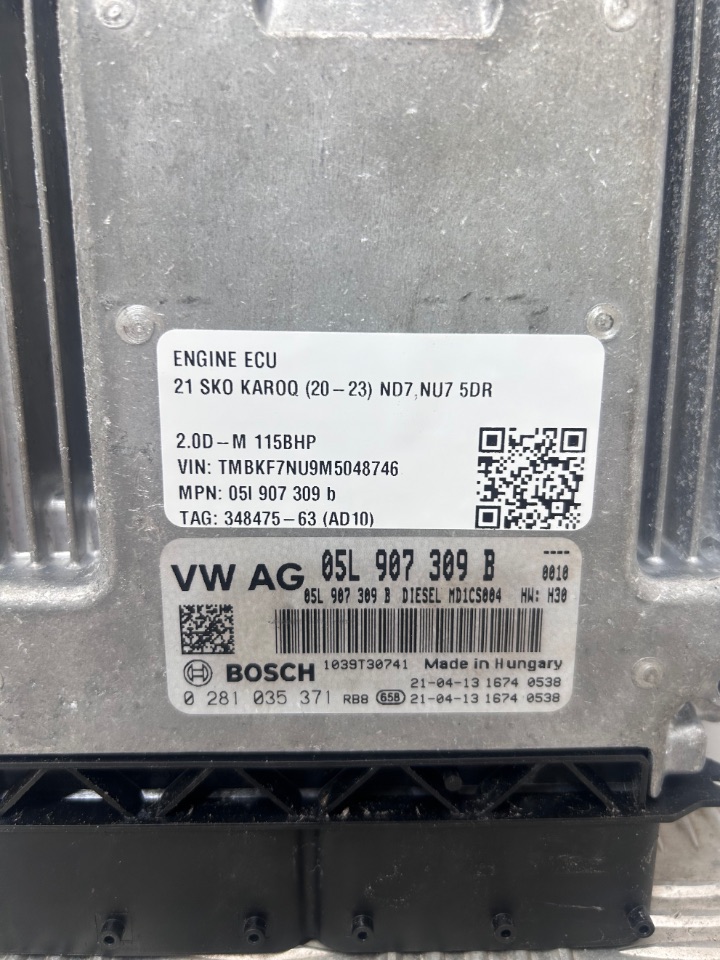 ENGINE ECU
21 SKO KAROQ (20-23) ND7,NU7 5DR
2.0D-M 115BHP
VIN: TMBKF7NU9M5048746
MPN: 05l 907 309 b
TAG: 348475-63 (AD10)
VW AG 05L 907 309 B ----
0010
05L 907 309 B DIESEL MD1CS004 HW: H30
BOSCH 1039T30741 Made in Hungary
21-04-13 1674 0538
0 281 035 371 RB8 65B 21-04-13 1674 0538